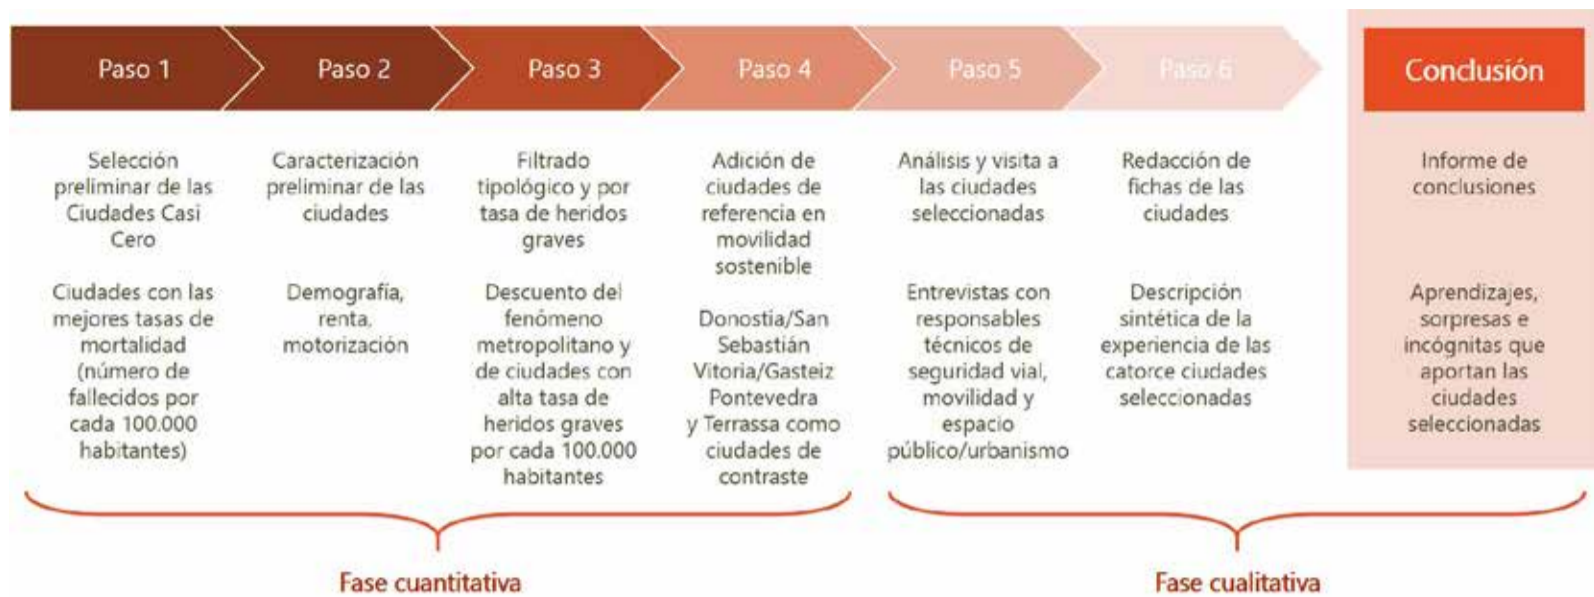 Paso 1
Paso 2
Paso 3
Paso 4
Paso 5
Paso 6
Conclusión
Selección
preliminar de las
Ciudades Casi
Cero
Ciudades con las
mejores tasas de
mortalidad
(número de
fallecidos por
cada 100.000
habitantes)
Caracterización
preliminar de las
ciudades
Demografía,
renta,
motorización
Filtrado
tipológico y por
tasa de heridos
graves
Descuento del
fenómeno
metropolitano y
de ciudades con
alta tasa de
heridos graves
por cada 100.000
habitantes
Adición de
ciudades de
referencia en
movilidad
sostenible
Donostia/San
Sebastián
Vitoria/Gasteiz
Pontevedra
y Terrassa como
ciudades de
contraste
Análisis y visita a
las ciudades
seleccionadas
Entrevistas con
responsables
técnicos de
seguridad vial,
movilidad y
espacio
público/urbanismo
Redacción de
fichas de las
ciudades
Descripción
sintética de la
experiencia de las
catorce ciudades
seleccionadas
Informe de
conclusiones
Aprendizajes,
sorpresas e
incógnitas que
aportan las
ciudades
seleccionadas
Fase cuantitativa
Fase cualitativa